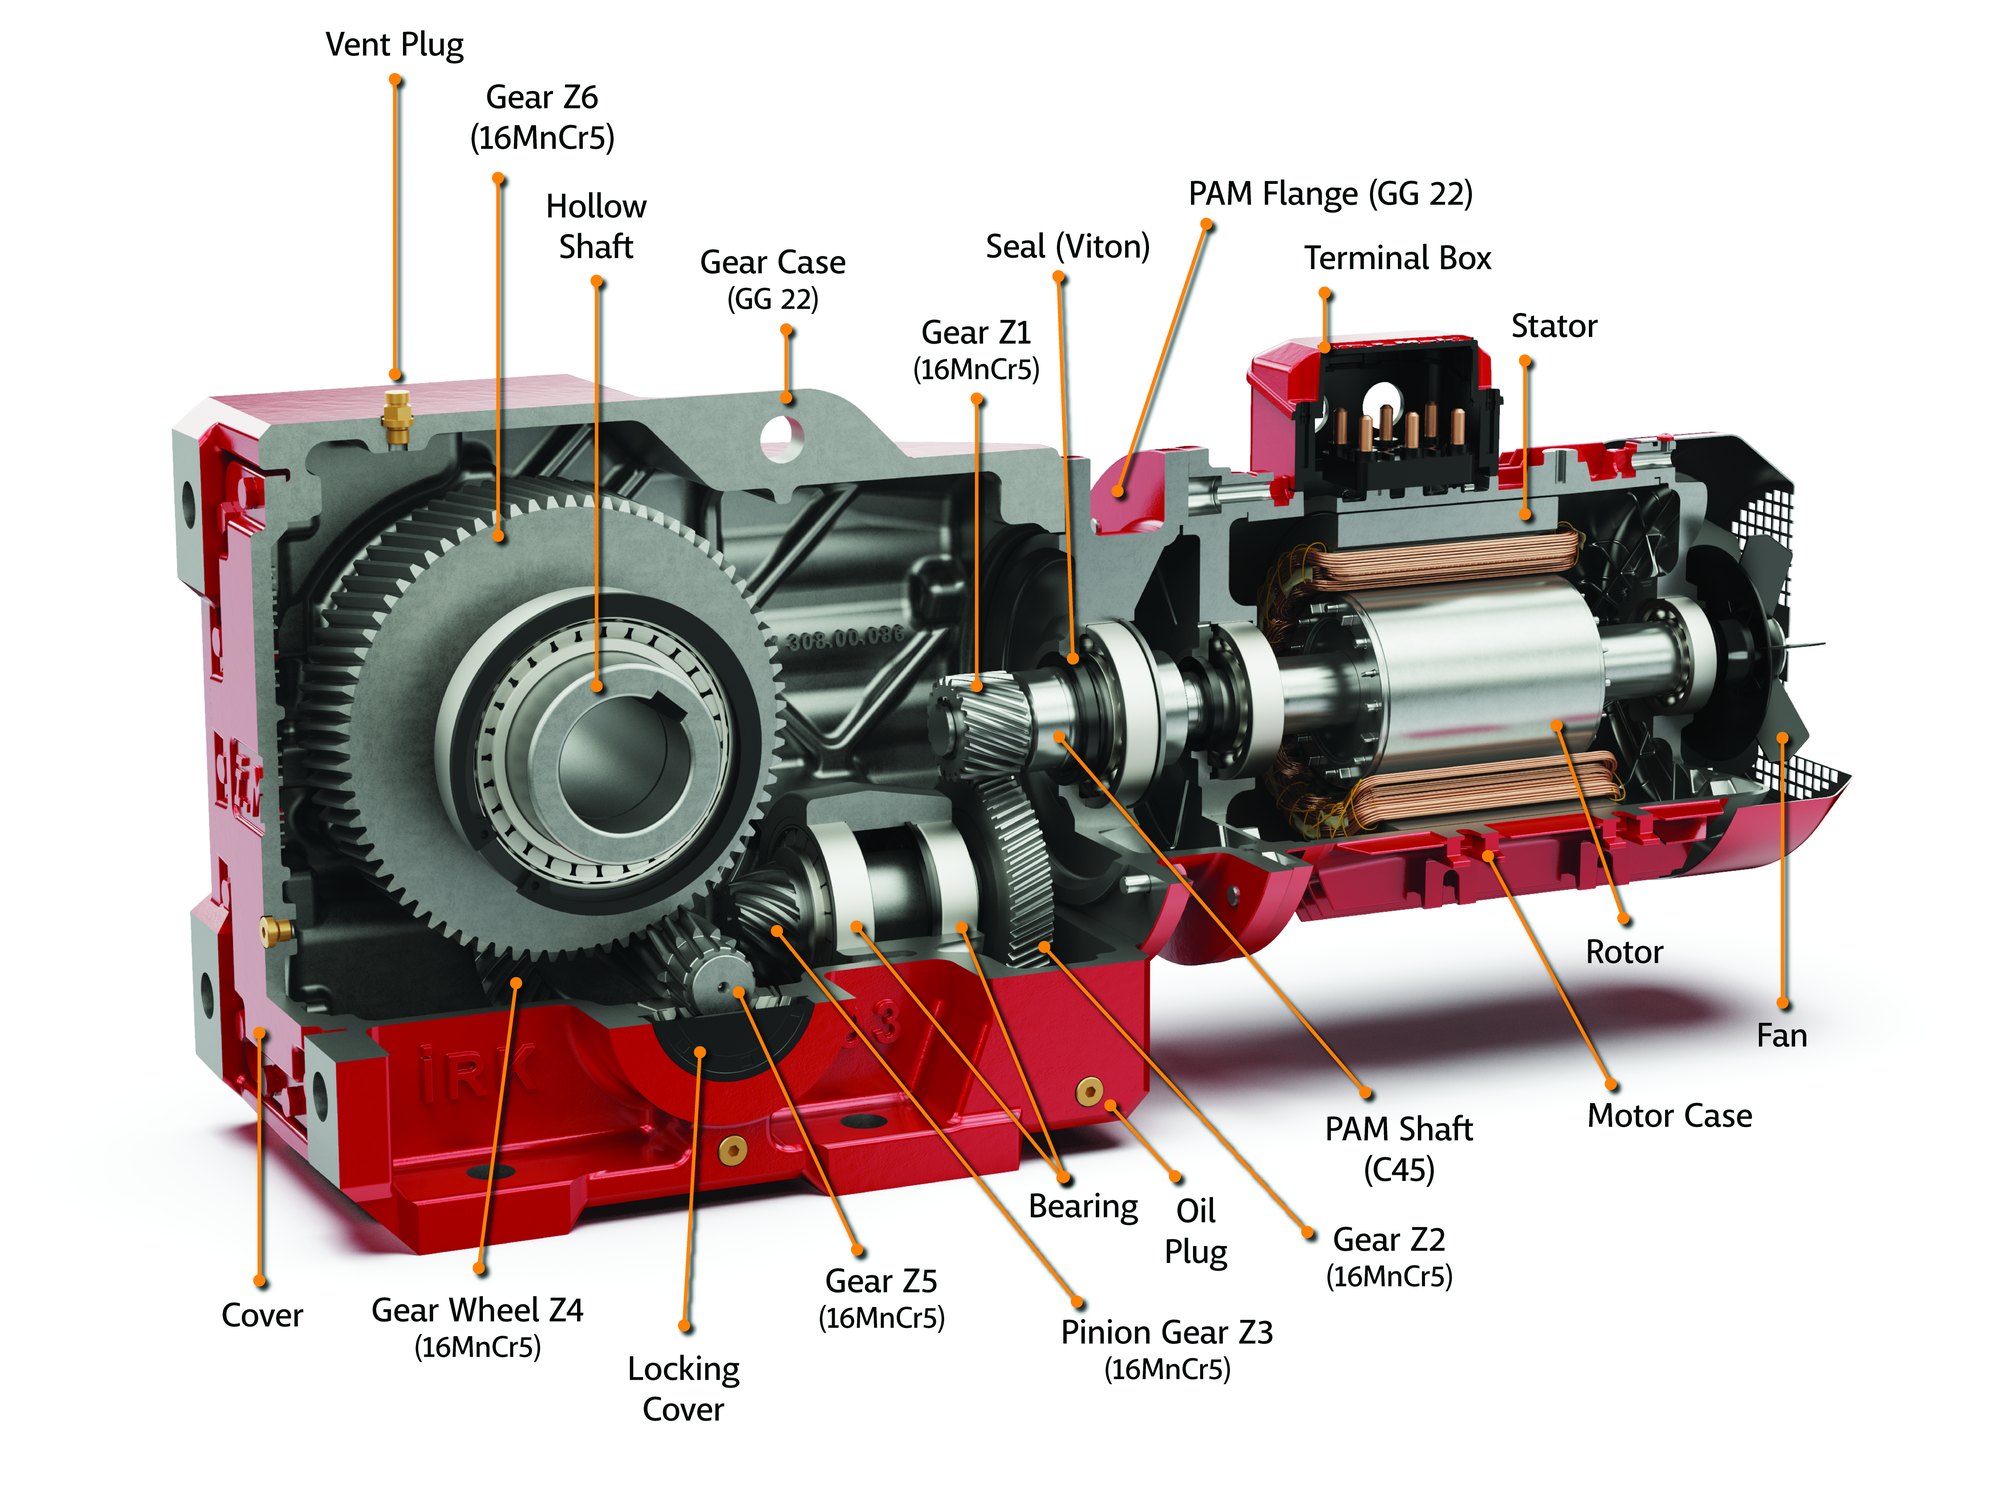 Vent Plug
Gear Z6
(16MnCr5)
Hollow
Shaft
Gear Case
(GG 22)
Seal (Viton)
PAM Flange (GG 22)
Terminal Box
Gear Z1
(16MnCr5)
Stator
308.00.086
İRK
Rotor
Fan
Motor Case
PAM Shaft
(C45)
Bearing
Oil
Plug
Gear Z2
(16MnCr5)
Cover
Gear Wheel Z4
(16MnCr5)
Gear Z5
(16MnCr5)
Pinion Gear Z3
(16MnCr5)
Locking
Cover